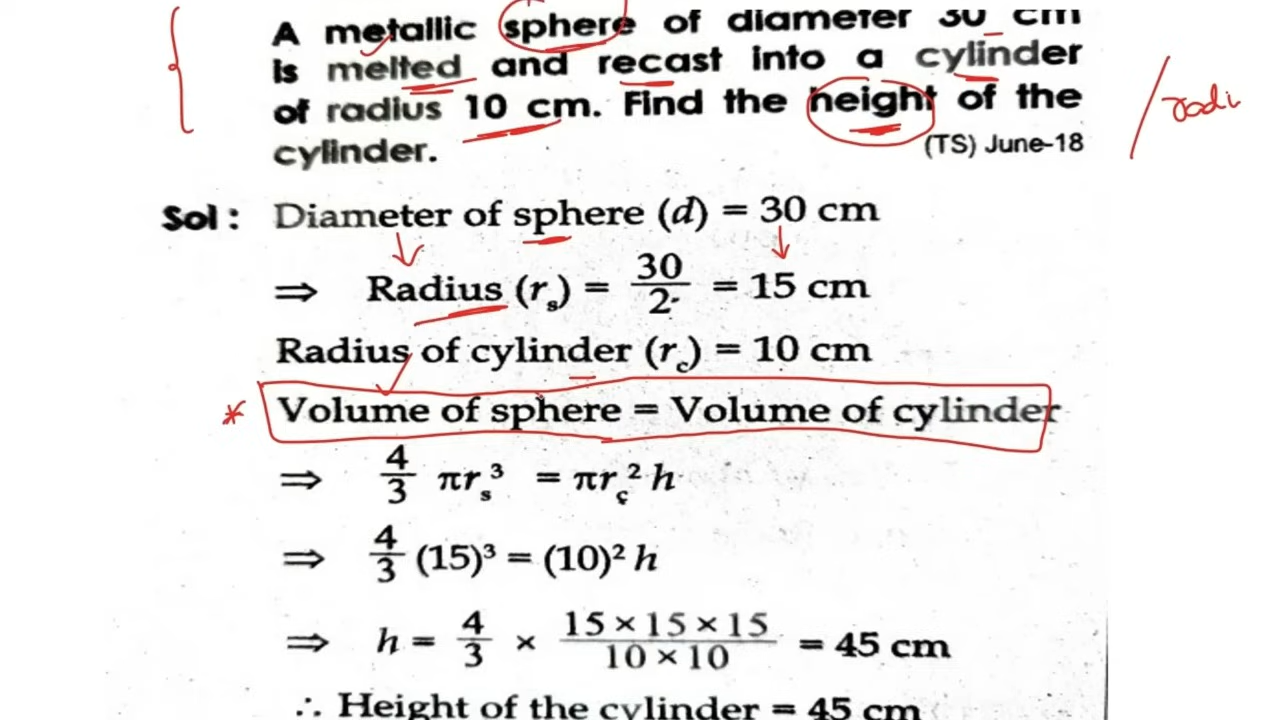 A metallic sphere of diameter 30 cm
is melted and recast into a cylinder
of radius 10 cm. Find the height of the
cylinder.
(TS) June-18
radi
Sol : Diameter of sphere (d) = 30 cm
⇒ Radius (rₛ) = 30/2 = 15 cm
Radius of cylinder (r_c) = 10 cm
* Volume of sphere = Volume of cylinder
⇒ 4/3 πrₛ³ = πr_c² h
⇒ 4/3 (15)³ = (10)² h
⇒ h = 4/3 × 15 × 15 × 15 / 10 × 10 = 45 cm
∴ Height of the cylinder = 45 cm